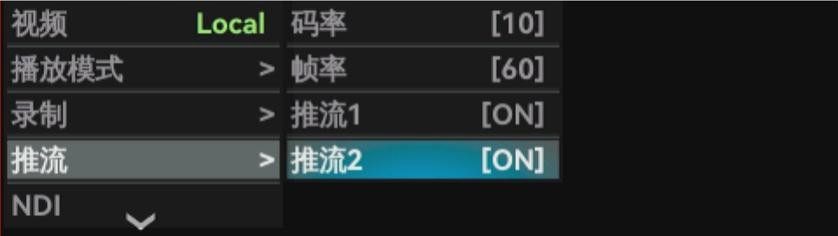 视频 Local
播放模式 >
录制 >
推流 >
NDI
码率 [10]
帧率 [60]
推流1 [ON]
推流2 [ON]